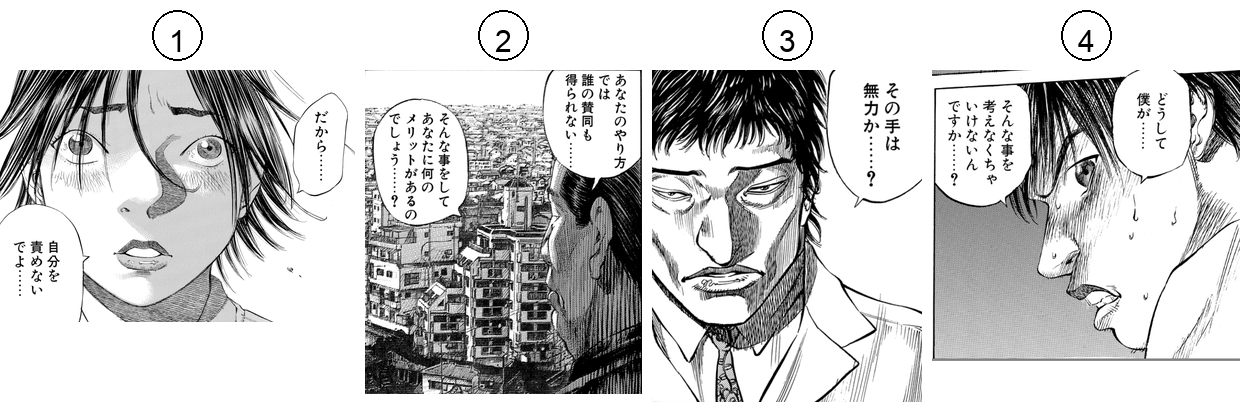 1
だから……
自分を
責めない
でよ……
2
あなたのやり方
では
誰の賛同も
得られない……
そんな事をして
あなたに何の
メリットがあるの
でしょう……？
3
その手は
無力か……？
4
どうして
僕が……
そんな事を
考えなくちゃ
いけないん
ですか……？